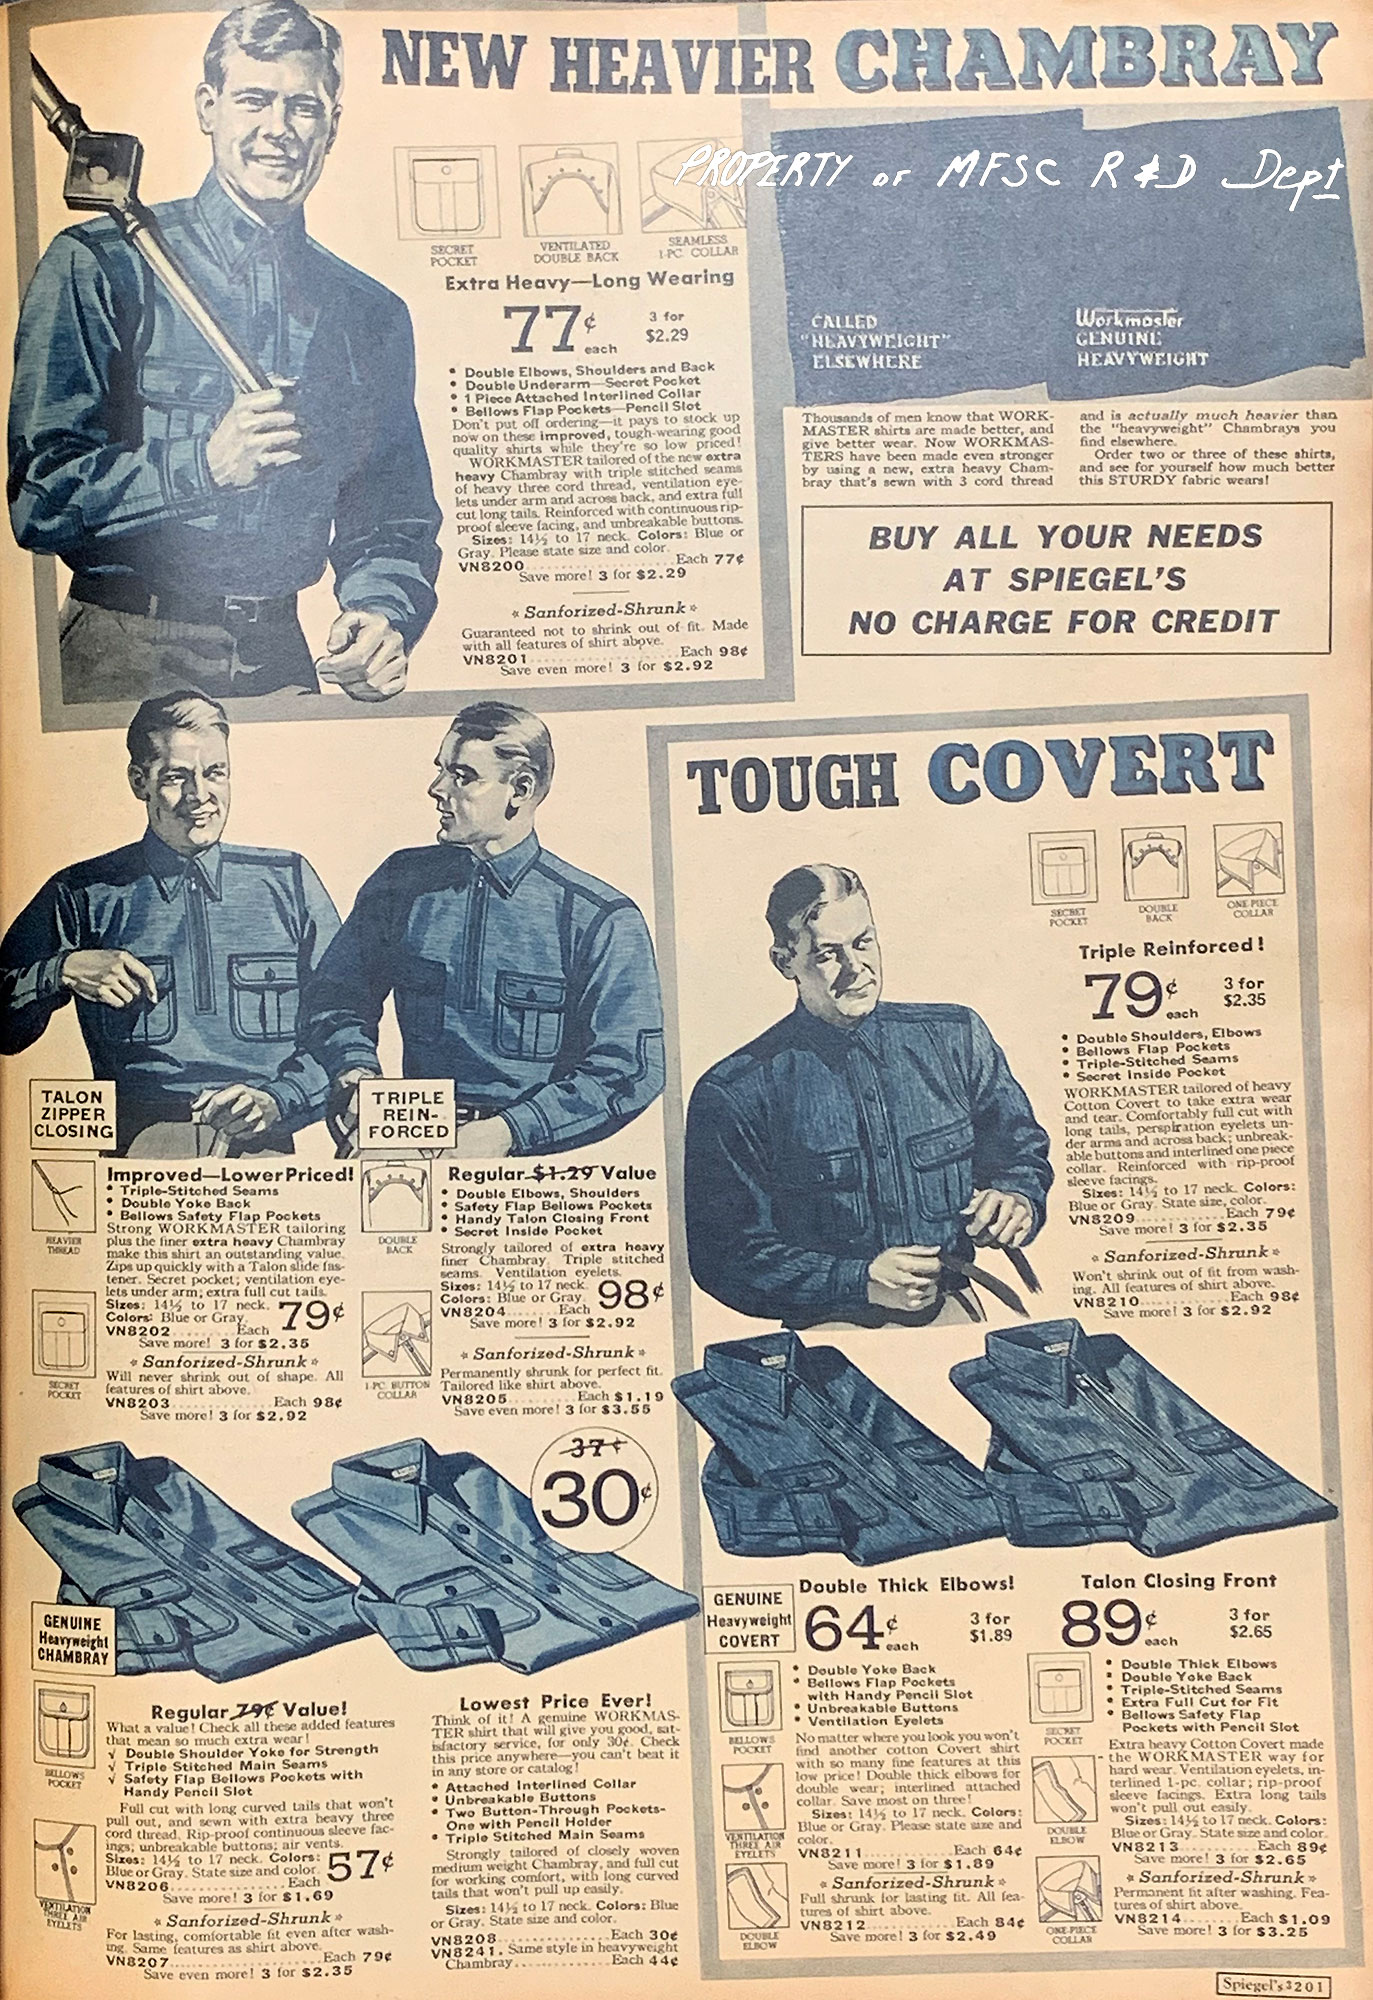 NEW HEAVIER CHAMBRAY
PROPERTY OF MFSC R & D Dept
SECRET
POCKET
VENTILATED
DOUBLE BACK
SEAMLESS
1-PC. COLLAR
Extra Heavy—Long Wearing
77¢
each
3 for
$2.29
• Double Elbows, Shoulders and Back
• Double Underarm—Secret Pocket
• 1 Piece Attached Interlined Collar
• Bellows Flap Pockets—Pencil Slot
Don't put off ordering—it pays to stock up
now on these improved, tough-wearing good
quality shirts while they're so low priced!
WORKMASTER tailored of the new extra
heavy Chambray with triple stitched seams
of heavy three cord thread, ventilation eye-
lets under arm and across back, and extra full
cut long tails. Reinforced with continuous rip-
proof sleeve facing, and unbreakable buttons.
Sizes: 14½ to 17 neck. Colors: Blue or
Gray. Please state size and color.
VN8200..............Each 77¢
Save more! 3 for $2.29
* Sanforized-Shrunk *
Guaranteed not to shrink out of fit. Made
with all features of shirt above.
VN8201..............Each 98¢
Save even more! 3 for $2.92
CALLED
"HEAVYWEIGHT"
ELSEWHERE
Workmaster
GENUINE
HEAVYWEIGHT
Thousands of men know that WORK-
MASTER shirts are made better, and
give better wear. Now WORKMAS-
TERS have been made even stronger
by using a new, extra heavy Cham-
bray that's sewn with 3 cord thread
and is actually much heavier than
the "heavyweight" Chambrays you
find elsewhere.
Order two or three of these shirts,
and see for yourself how much better
this STURDY fabric wears!
BUY ALL YOUR NEEDS
AT SPIEGEL'S
NO CHARGE FOR CREDIT
TALON
ZIPPER
CLOSING
TRIPLE
REIN-
FORCED
HEAVIER
THREAD
SECRET
POCKET
Improved—Lower Priced!
• Triple-Stitched Seams
• Double Yoke Back
• Bellows Safety Flap Pockets
Strong WORKMASTER tailoring
plus the finer extra heavy Chambray
make this shirt an outstanding value.
Zips up quickly with a Talon slide fas-
tener. Secret pocket; ventilation eye-
lets under arm; extra full cut tails.
Sizes: 14½ to 17 neck.
Colors: Blue or Gray.
79¢
VN8202..........Each
Save more! 3 for $2.35
* Sanforized-Shrunk *
Will never shrink out of shape. All
features of shirt above.
VN8203..............Each 98¢
Save more! 3 for $2.92
DOUBLE
BACK
1-PC. BUTTON
COLLAR
Regular $1.29 Value
• Double Elbows, Shoulders
• Safety Flap Bellows Pockets
• Handy Talon Closing Front
• Secret Inside Pocket
Strongly tailored of extra heavy
finer Chambray. Triple stitched
seams. Ventilation eyelets.
Sizes: 14½ to 17 neck.
Colors: Blue or Gray.
98¢
VN8204.......Each
Save more! 3 for $2.92
* Sanforized-Shrunk *
Permanently shrunk for perfect fit.
Tailored like shirt above.
VN8205..........Each $1.19
Save even more! 3 for $3.55
37¢
30¢
GENUINE
Heavyweight
CHAMBRAY
BELLOWS
POCKET
VENTILATION
THREE AIR
EYELETS
Regular 79¢ Value!
What a value! Check all these added features
that mean so much extra wear!
√ Double Shoulder Yoke for Strength
√ Triple Stitched Main Seams
√ Safety Flap Bellows Pockets with
Handy Pencil Slot
Full cut with long curved tails that won't
pull out, and sewn with extra heavy three
cord thread. Rip-proof continuous sleeve fac-
ings; unbreakable buttons; air vents.
Sizes: 14½ to 17 neck. Colors:
Blue or Gray. State size and color.
57¢
VN8206..............Each
Save more! 3 for $1.69
* Sanforized-Shrunk *
For lasting, comfortable fit even after wash-
ing. Same features as shirt above.
VN8207..............Each 79¢
Save even more! 3 for $2.35
Lowest Price Ever!
Think of it! A genuine WORKMAS-
TER shirt that will give you good, sat-
isfactory service, for only 30¢. Check
this price anywhere—you can't beat it
in any store or catalog!
• Attached Interlined Collar
• Unbreakable Buttons
• Two Button-Through Pockets-
One with Pencil Holder
• Triple Stitched Main Seams
Strongly tailored of closely woven
medium weight Chambray, and full cut
for working comfort, with long curved
tails that won't pull up easily.
Sizes: 14½ to 17 neck. Colors: Blue
or Gray. State size and color.
VN8208..............Each 30¢
VN8241. Same style in heavyweight
Chambray..............Each 44¢
TOUGH COVERT
SECRET
POCKET
DOUBLE
BACK
ONE-PIECE
COLLAR
Triple Reinforced!
79¢
each
3 for
$2.35
• Double Shoulders, Elbows
• Bellows Flap Pockets
• Triple-Stitched Seams
• Secret Inside Pocket
WORKMASTER tailored of heavy
Cotton Covert to take extra wear
and tear. Comfortably full cut with
long tails, perspiration eyelets un-
der arms and across back; unbreak-
able buttons and interlined one piece
collar. Reinforced with rip-proof
sleeve facings.
Sizes: 14½ to 17 neck. Colors:
Blue or Gray. State size, color.
VN8209..............Each 79¢
Save more! 3 for $2.35
* Sanforized-Shrunk *
Won't shrink out of fit from wash-
ing. All features of shirt above.
VN8210..............Each 98¢
Save more! 3 for $2.92
GENUINE
Heavyweight
COVERT
BELLOWS
POCKET
VENTILATION
THREE AIR
EYELETS
DOUBLE
ELBOW
Double Thick Elbows!
64¢
each
3 for
$1.89
• Double Yoke Back
• Bellows Flap Pockets
with Handy Pencil Slot
• Unbreakable Buttons
• Ventilation Eyelets
No matter where you look you won't
find another cotton Covert shirt
with so many fine features at this
low price! Double thick elbows for
double wear; interlined attached
collar. Save most on three!
Sizes: 14½ to 17 neck. Colors:
Blue or Gray. Please state size and
color.
VN8211..............Each 64¢
Save more! 3 for $1.89
* Sanforized-Shrunk *
Full shrunk for lasting fit. All fea-
tures of shirt above.
VN8212..............Each 84¢
Save more! 3 for $2.49
SECRET
POCKET
DOUBLE
ELBOW
ONE-PIECE
COLLAR
Talon Closing Front
89¢
each
3 for
$2.65
• Double Thick Elbows
• Double Yoke Back
• Triple-Stitched Seams
• Extra Full Cut for Fit
• Bellows Safety Flap
Pockets with Pencil Slot
Extra heavy Cotton Covert made
the WORKMASTER way for
hard wear. Ventilation eyelets, in-
terlined 1-pc. collar; rip-proof
sleeve facings. Extra long tails
won't pull out easily.
Sizes: 14½ to 17 neck. Colors:
Blue or Gray. State size and color.
VN8213..............Each 89¢
Save more! 3 for $2.65
* Sanforized-Shrunk *
Permanent fit after washing. Fea-
tures of shirt above.
VN8214..........Each $1.09
Save more! 3 for $3.25
Spiegel's 3201